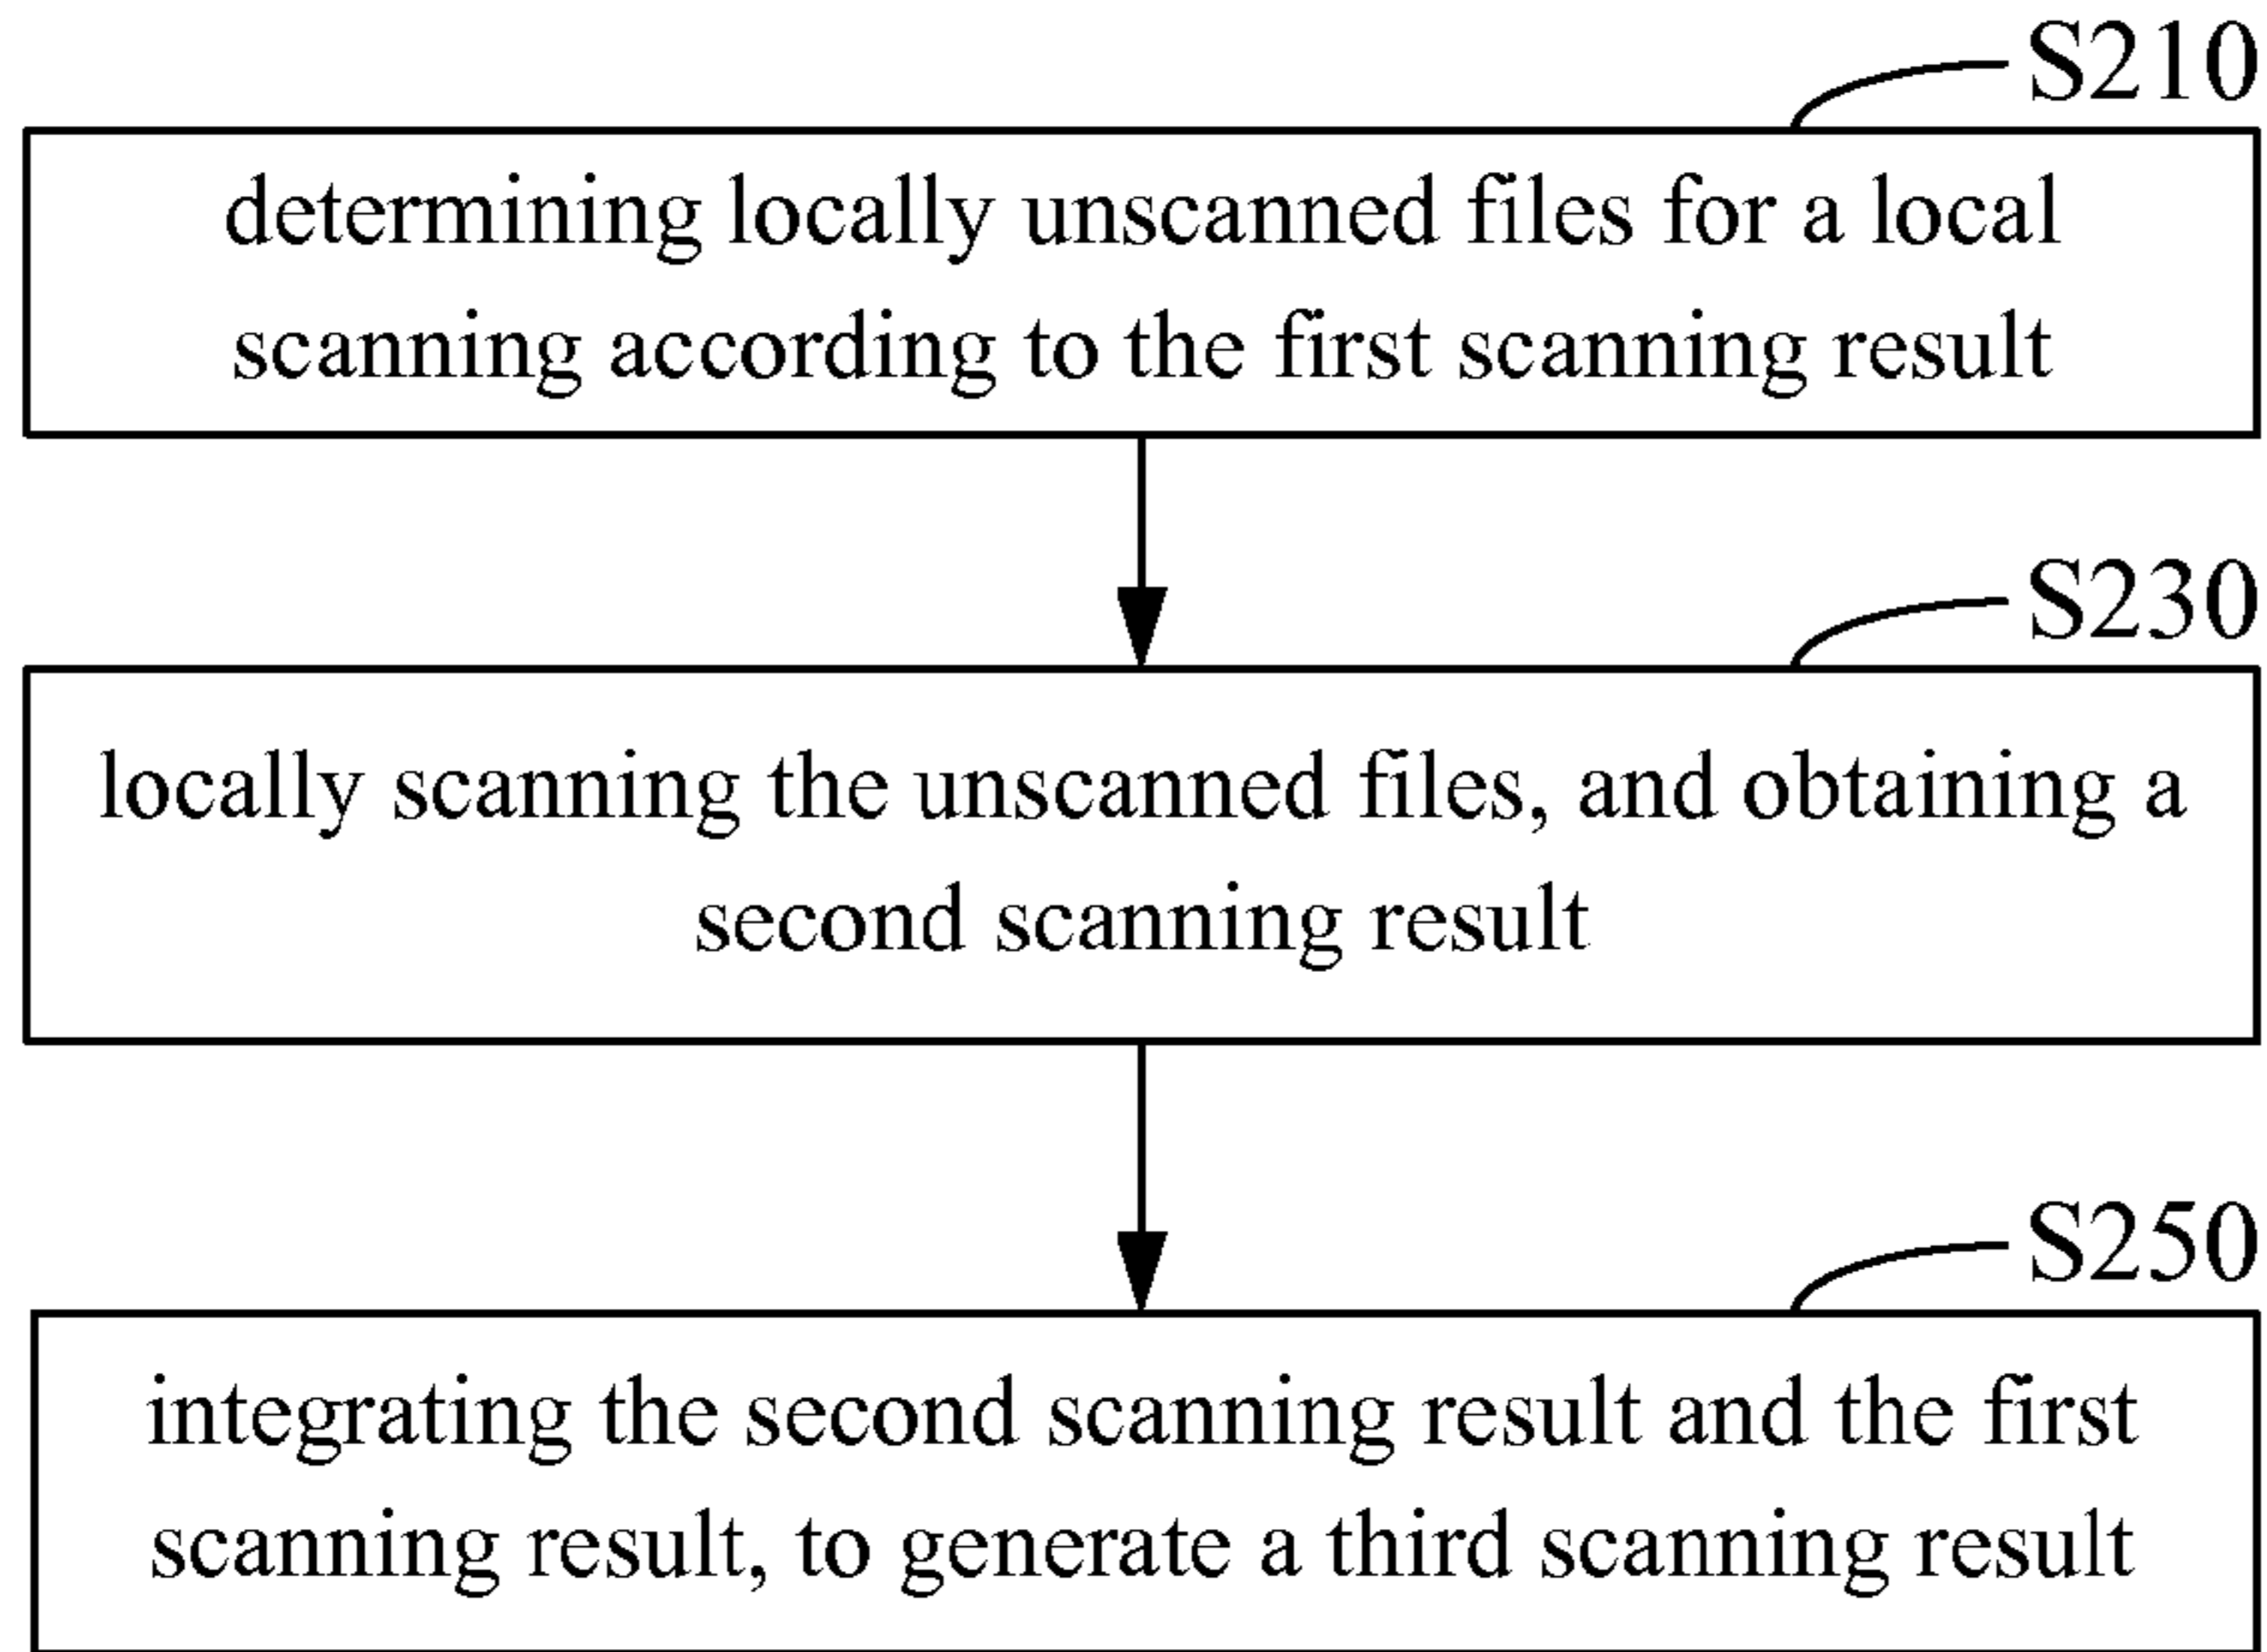 S210
determining locally unscanned files for a local
scanning according to the first scanning result
S230
locally scanning the unscanned files, and obtaining a
second scanning result
S250
integrating the second scanning result and the first
scanning result, to generate a third scanning result